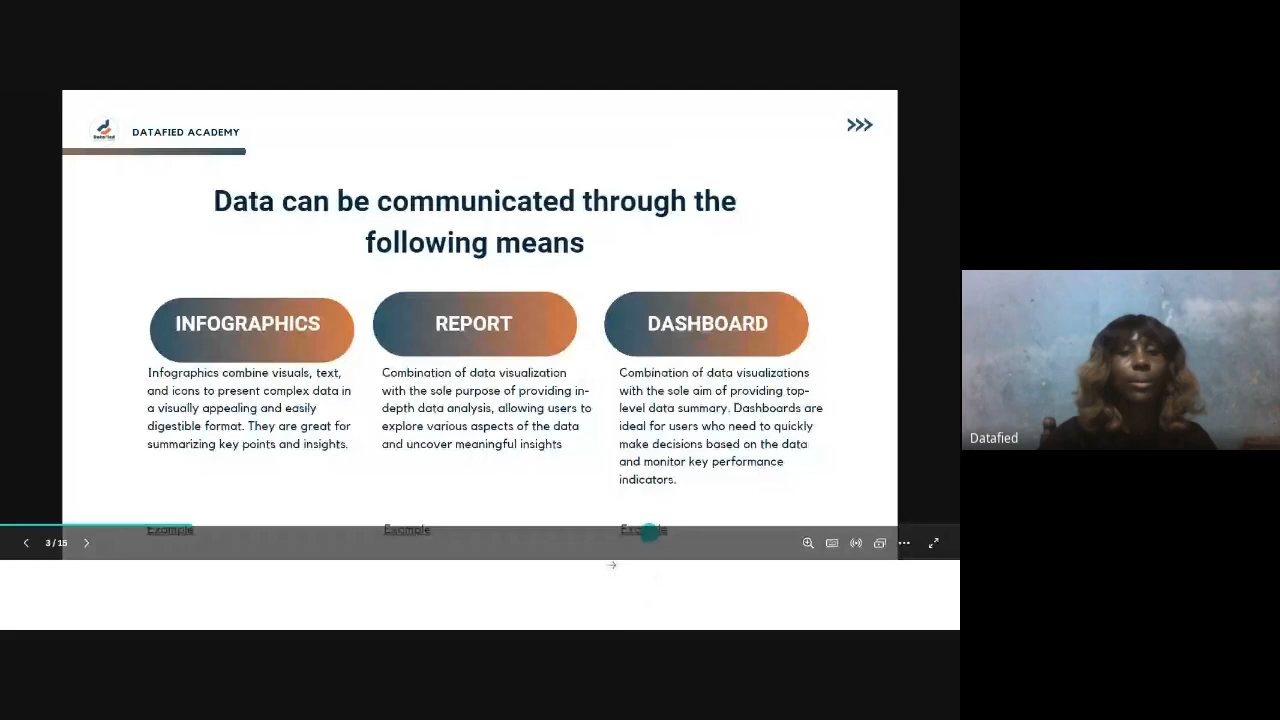 DATAFIED ACADEMY
Data can be communicated through the
following means
INFOGRAPHICS
Infographics combine visuals, text,
and icons to present complex data in
a visually appealing and easily
digestible format. They are great for
summarizing key points and insights.
Example
REPORT
Combination of data visualization
with the sole purpose of providing in-
depth data analysis, allowing users to
explore various aspects of the data
and uncover meaningful insights
Example
DASHBOARD
Combination of data visualizations
with the sole aim of providing top-
level data summary. Dashboards are
ideal for users who need to quickly
make decisions based on the data
and monitor key performance
indicators.
Example
3 / 15
Datafied